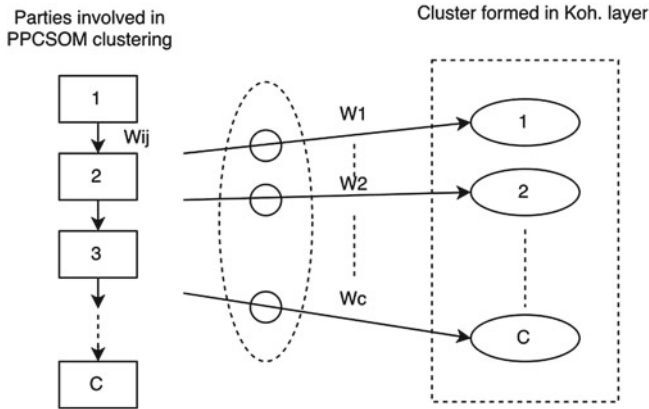 Parties involved in
PPCSOM clustering
Cluster formed in Koh. layer
1
Wij
2
3
C
W1
W2
Wc
1
2
C